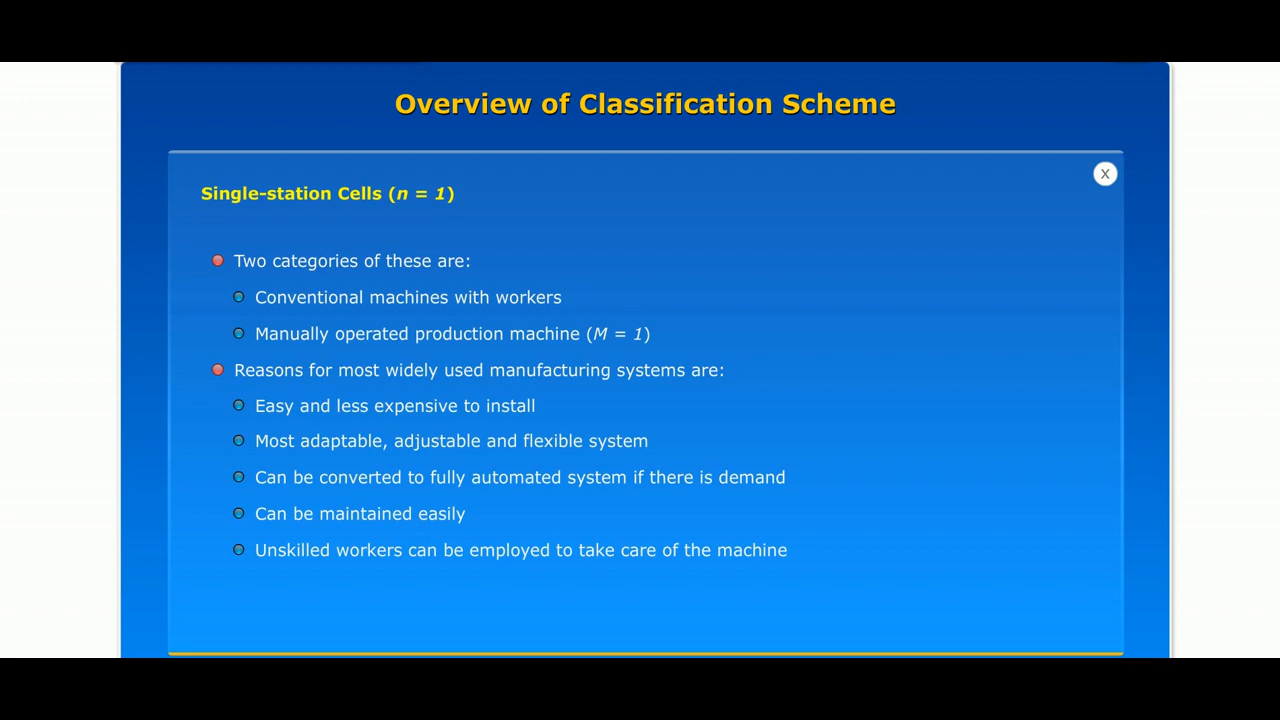 Overview of Classification Scheme
X
Single-station Cells (n = 1)
Two categories of these are:
Conventional machines with workers
Manually operated production machine (M = 1)
Reasons for most widely used manufacturing systems are:
Easy and less expensive to install
Most adaptable, adjustable and flexible system
Can be converted to fully automated system if there is demand
Can be maintained easily
Unskilled workers can be employed to take care of the machine